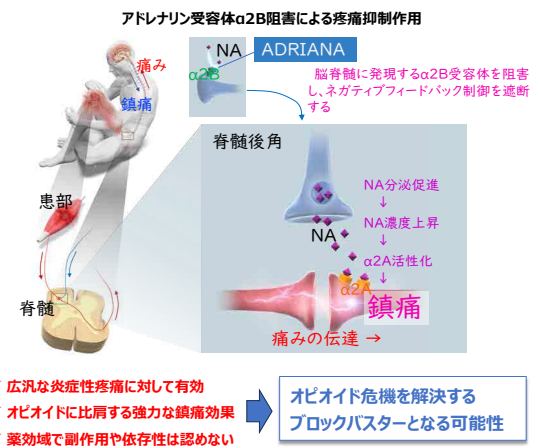 アドレナリン受容体α2B阻害による疼痛抑制作用
NA
ADRIANA
α2B
痛み
鎮痛
脳脊髄に発現するα2B受容体を阻害
し、ネガティブフィードバック制御を遮断
する
脊髄後角
患部
脊髄
NA
NA分泌促進
↓
NA濃度上昇
↓
α2A活性化
↓
α2A
鎮痛
痛みの伝達 →
広汎な炎症性疼痛に対して有効
オピオイドに比肩する強力な鎮痛効果
薬効域で副作用や依存性は認めない
オピオイド危機を解決する
ブロックバスターとなる可能性